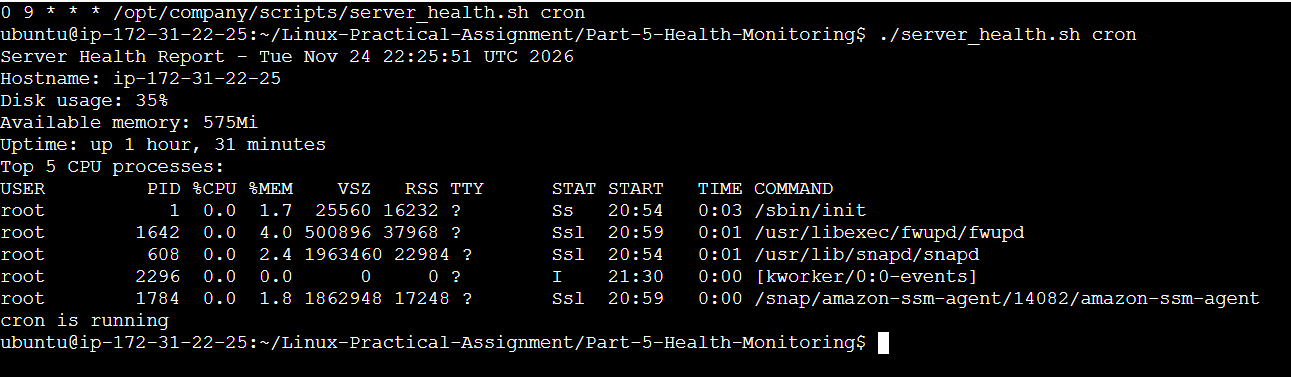 0 9 * * * /opt/company/scripts/server_health.sh cron
ubuntu@ip-172-31-22-25:~/Linux-Practical-Assignment/Part-5-Health-Monitoring$ ./server_health.sh cron
Server Health Report - Tue Nov 24 22:25:51 UTC 2026
Hostname: ip-172-31-22-25
Disk usage: 35%
Available memory: 575Mi
Uptime: up 1 hour, 31 minutes
Top 5 CPU processes:
USER         PID %CPU %MEM    VSZ   RSS TTY      STAT START   TIME COMMAND
root           1  0.0  1.7  25560 16232 ?        Ss   20:54   0:03 /sbin/init
root        1642  0.0  4.0 500896 37968 ?        Ssl  20:59   0:01 /usr/libexec/fwupd/fwupd
root         608  0.0  2.4 1963460 22984 ?       Ssl  20:54   0:01 /usr/lib/snapd/snapd
root        2296  0.0  0.0      0     0 ?        I    21:30   0:00 [kworker/0:0-events]
root        1784  0.0  1.8 1862948 17248 ?       Ssl  20:59   0:00 /snap/amazon-ssm-agent/14082/amazon-ssm-agent
cron is running
ubuntu@ip-172-31-22-25:~/Linux-Practical-Assignment/Part-5-Health-Monitoring$